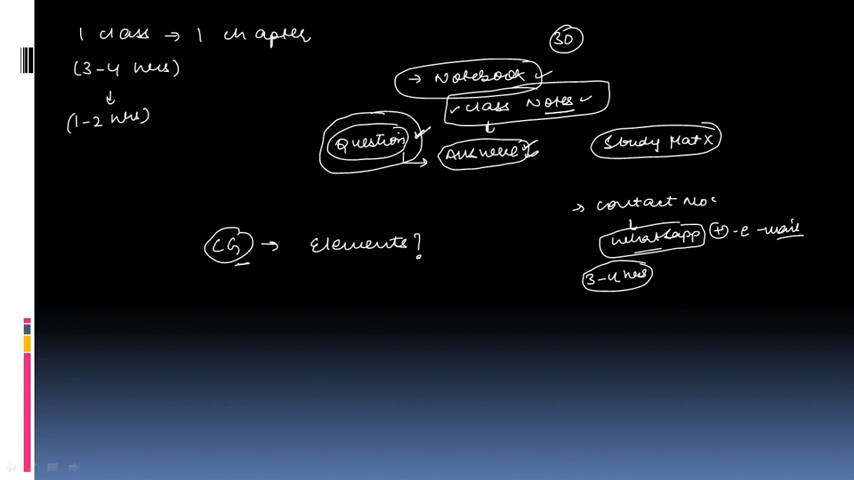 1 class → 1 chapter
30
(3-4 hrs)
→ Notebook ✓
↓
✓ class Notes ✓
(1-2 hrs)
Question ✓
→ Answere ✓
Study Mat X
→ contact No:
CG → Elements?
whatsapp (+) e-mail
3-4 hrs